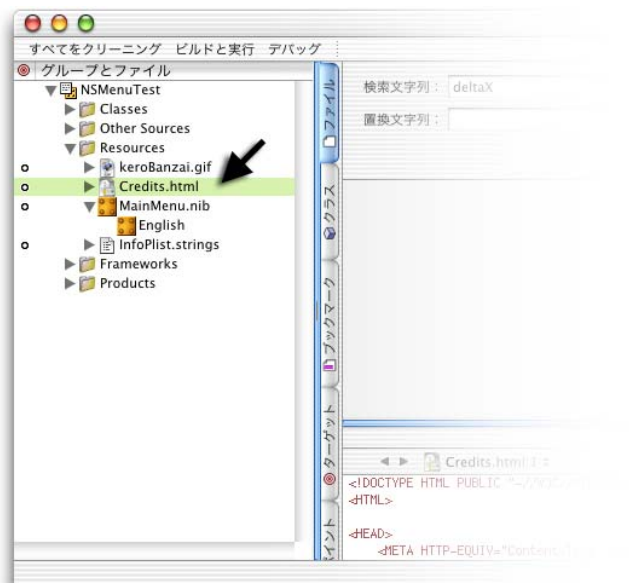 すべてをクリーニング ビルドと実行 デバッグ
グループとファイル
NSMenuTest
Classes
Other Sources
Resources
keroBanzai.gif
Credits.html
MainMenu.nib
English
InfoPlist.strings
Frameworks
Products
ファイル
クラス
ブックマーク
ターゲット
検索文字列： deltaX
置換文字列：
Credits.html:1
<!DOCTYPE HTML PUBLIC "-//W3C//
<HTML>
<HEAD>
<META HTTP-EQUIV="Content